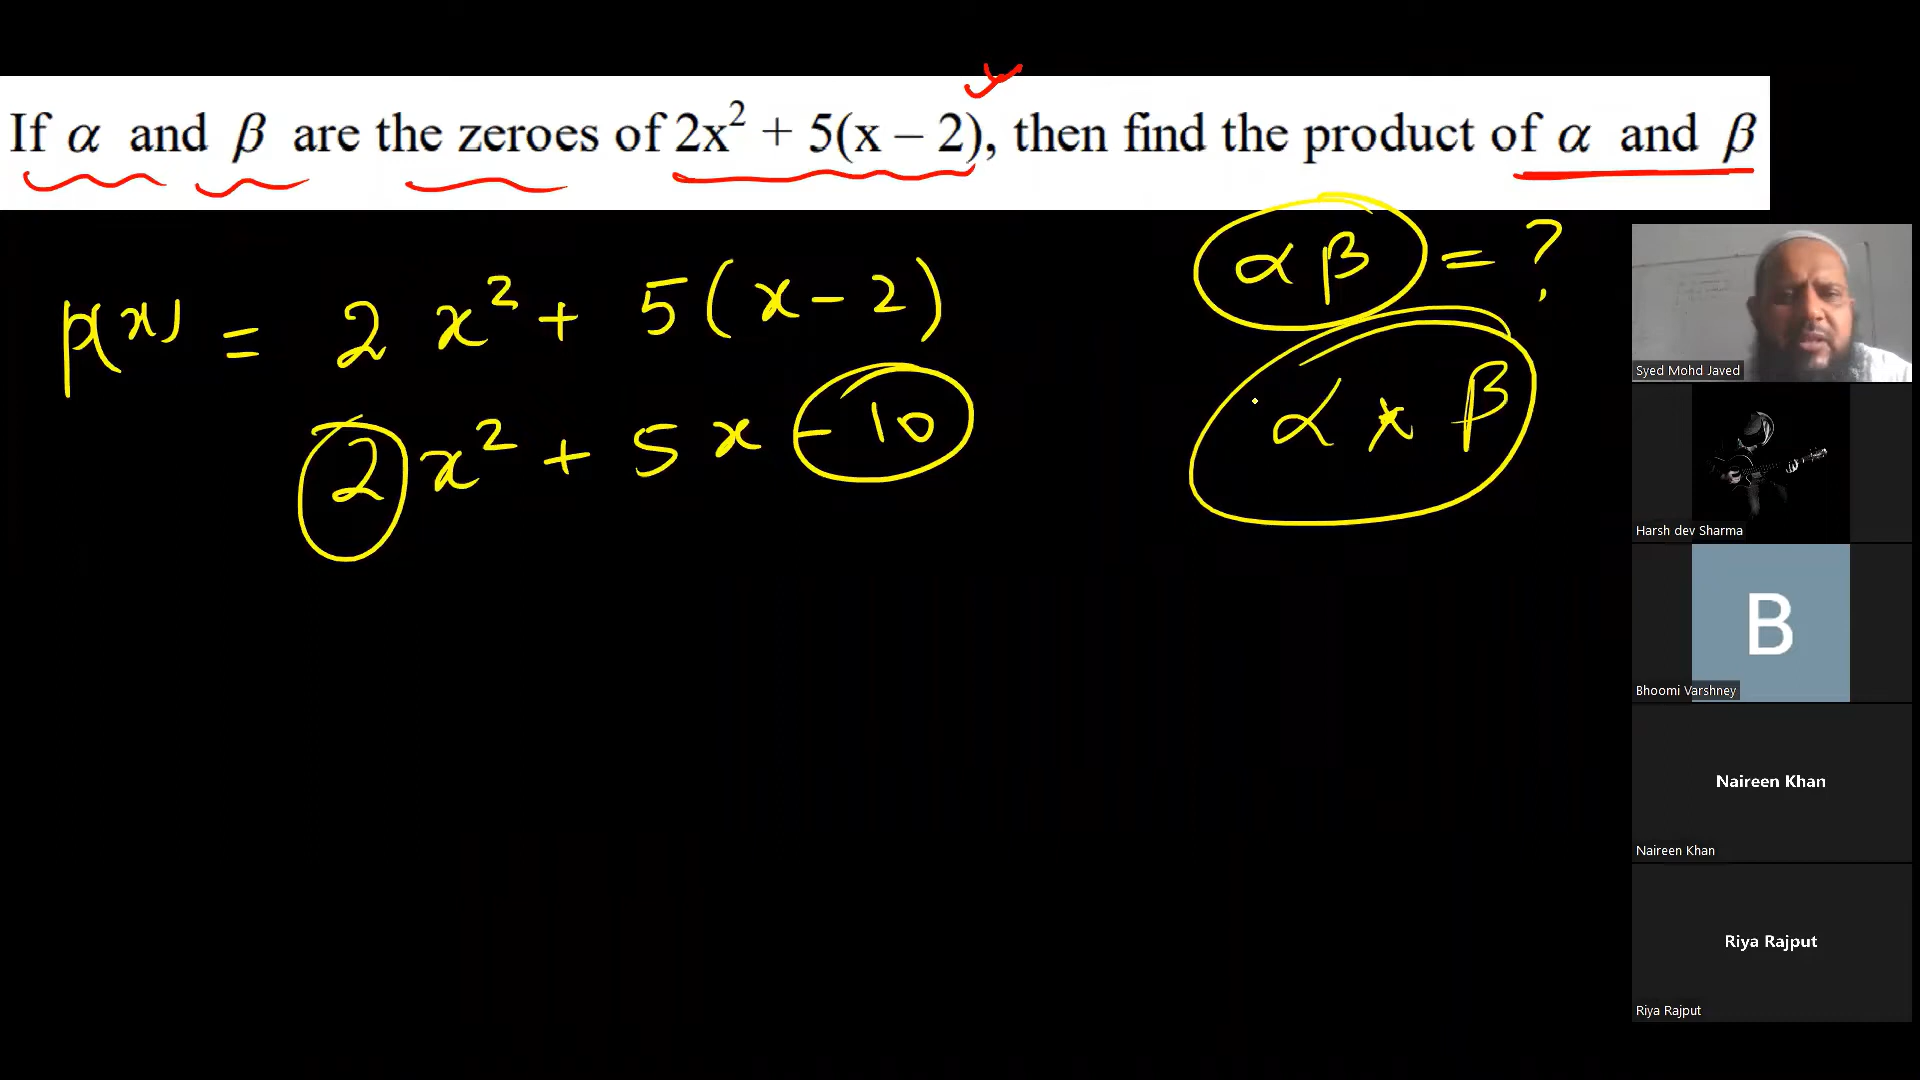 If α and β are the zeroes of 2x² + 5(x – 2), then find the product of α and β
αβ = ?
p(x) = 2x² + 5(x - 2)
α × β
2x² + 5x - 10
Syed Mohd Javed
Harsh dev Sharma
B
Bhoomi Varshney
Naireen Khan
Naireen Khan
Riya Rajput
Riya Rajput